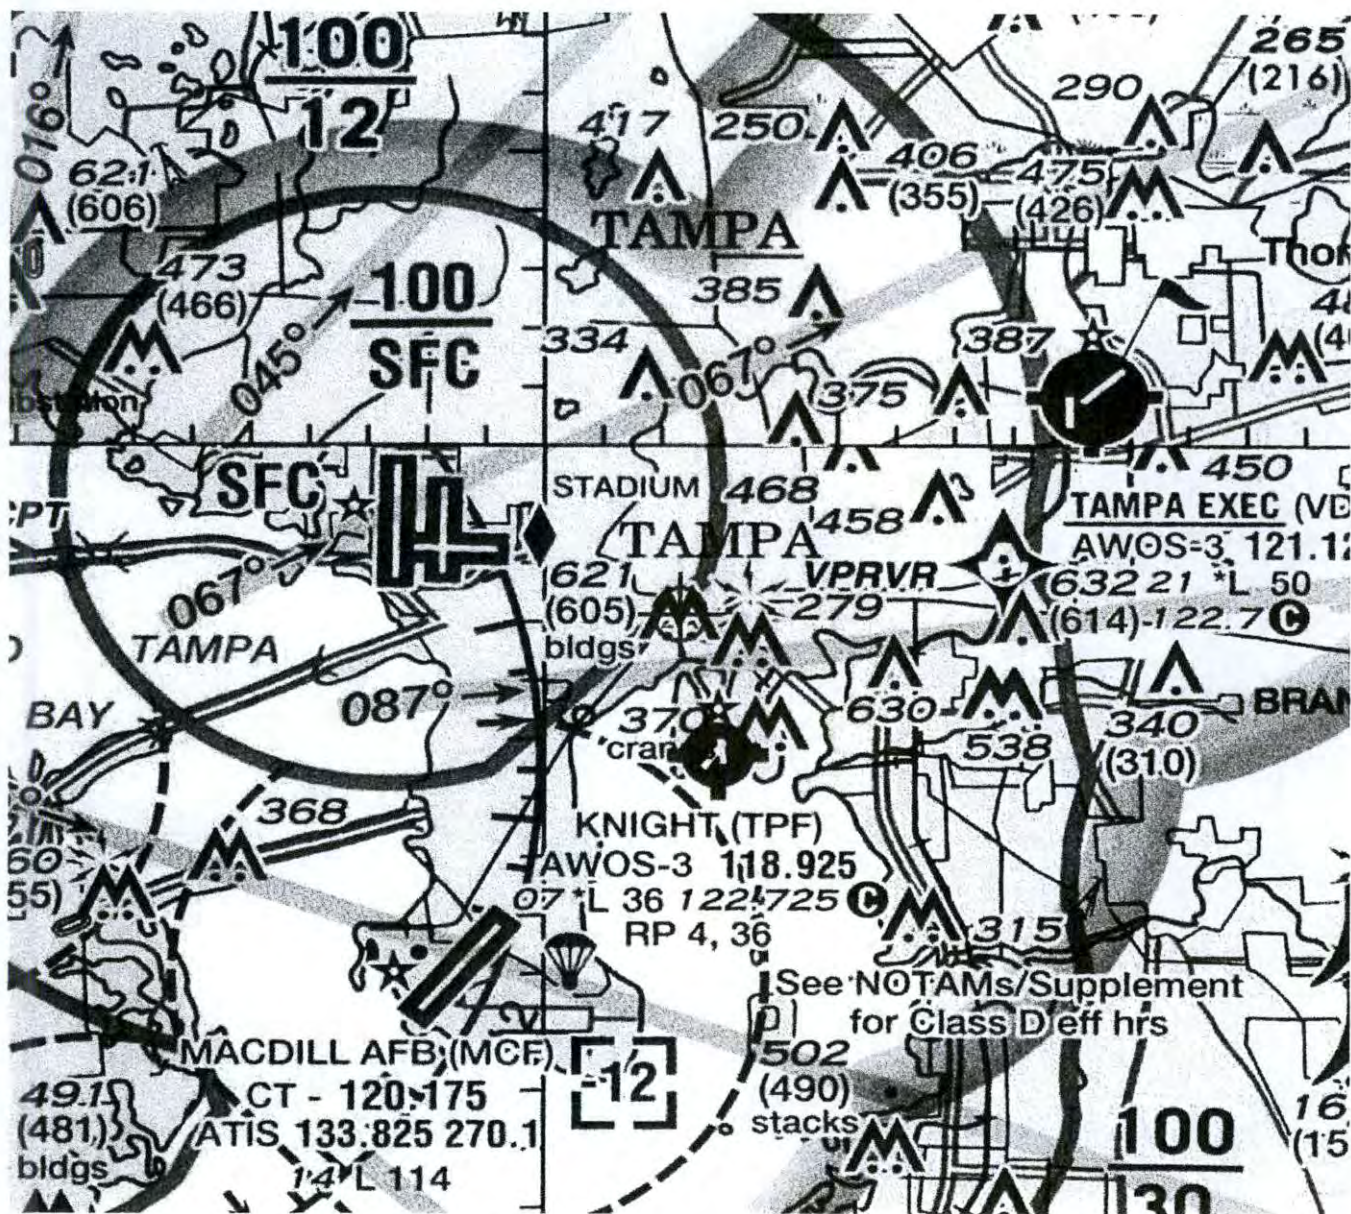 100
12
265
(216)
290
016°
417
250
406
(355)
475
(426)
621
(606)
TAMPA
473
(466)
100
SFC
385
387
334
045°
067°
375
SFC
STADIUM
468
458
450
TAMPA
TAMPA EXEC
AWOS-3
067°
621
(605)
bldgs
VPRVR
279
632
21 *L 50
(614)
122.7 C
TAMPA
BAY
087°
370
630
538
340
(310)
368
KNIGHT (TPF)
AWOS-3 118.925
07 *L 36 122.725 C
RP 4, 36
315
See NOTAMs/Supplement
for Class D eff hrs
MACDILL AFB (MCF)
CT - 120.175
ATIS 133.825 270.1
14 L 114
12
502
(490)
stacks
491
(481)
bldgs
100
30